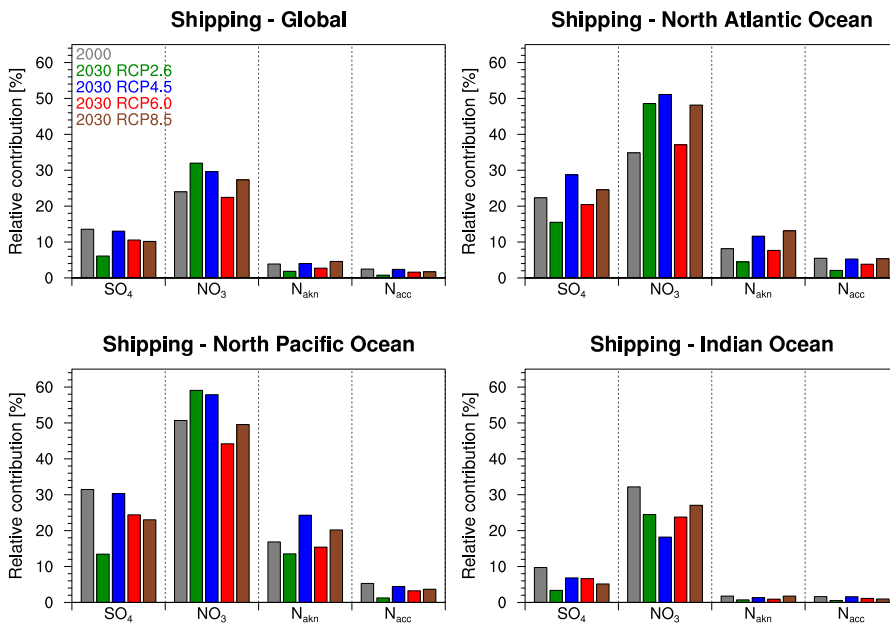 Shipping - Global
Relative contribution [%]
60
50
40
30
20
10
0
2000
2030 RCP2.6
2030 RCP4.5
2030 RCP6.0
2030 RCP8.5
SO₄ NO₃ Nakn Nacc
Shipping - North Atlantic Ocean
Relative contribution [%]
60
50
40
30
20
10
0
SO₄ NO₃ Nakn Nacc
Shipping - North Pacific Ocean
Relative contribution [%]
60
50
40
30
20
10
0
SO₄ NO₃ Nakn Nacc
Shipping - Indian Ocean
Relative contribution [%]
60
50
40
30
20
10
0
SO₄ NO₃ Nakn Nacc